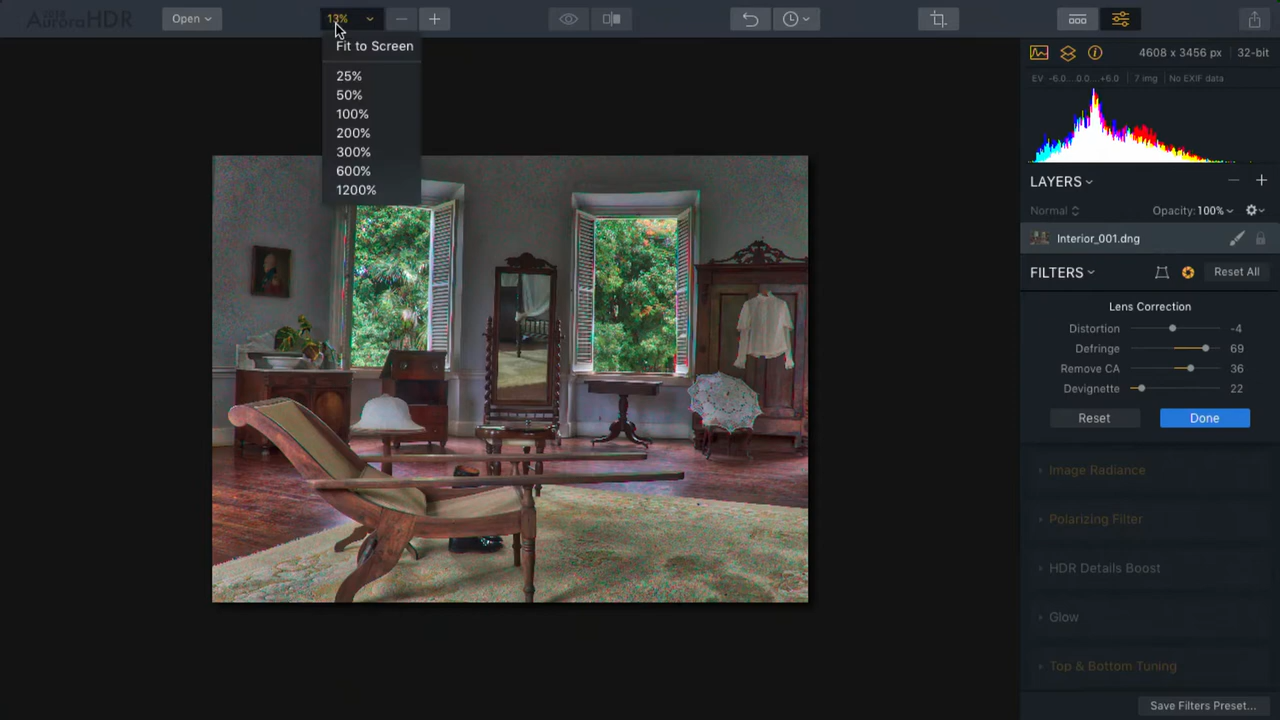 2018
AuroraHDR
Open
13%
Fit to Screen
25%
50%
100%
200%
300%
600%
1200%
4608 x 3456 px
32-bit
EV -6.0...0.0...+6.0
7 img
No EXIF data
LAYERS
Normal
Opacity: 100%
Interior_001.dng
FILTERS
Reset All
Lens Correction
Distortion -4
Defringe 69
Remove CA 36
Devignette 22
Reset
Done
Image Radiance
Polarizing Filter
HDR Details Boost
Glow
Top & Bottom Tuning
Save Filters Preset...